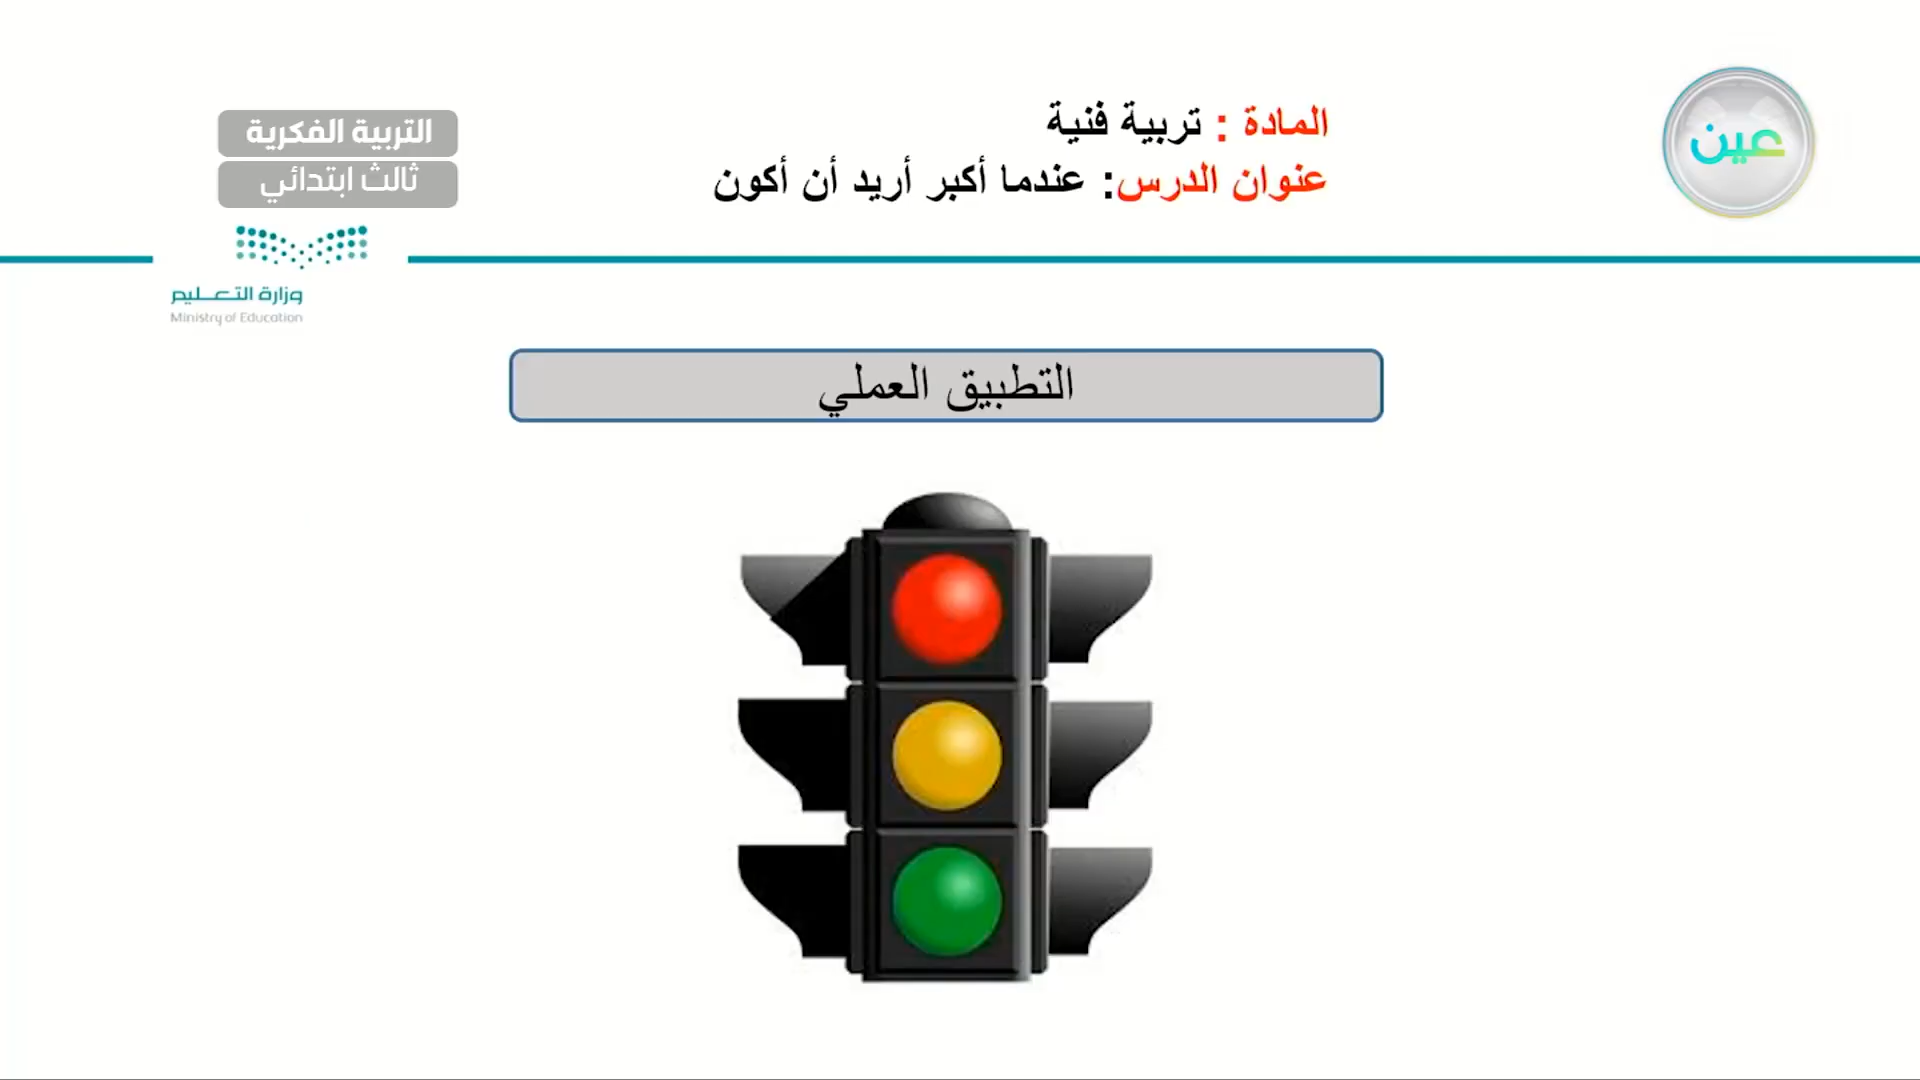 المادة : تربية فنية
عنوان الدرس: عندما أكبر أريد أن أكون
عين
التربية الفكرية
ثالث ابتدائي
وزارة التعليم
Ministry of Education
التطبيق العملي